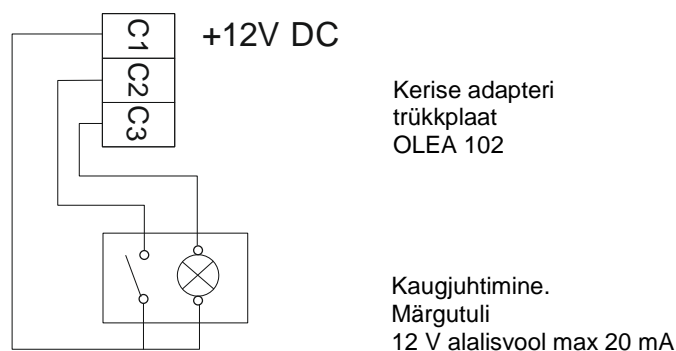 C1
+12V DC
C2
C3
Kerise adapteri
trükkplaat
OLEA 102
Kaugjuhtimine.
Märgutuli
12 V alalisvool max 20 mA